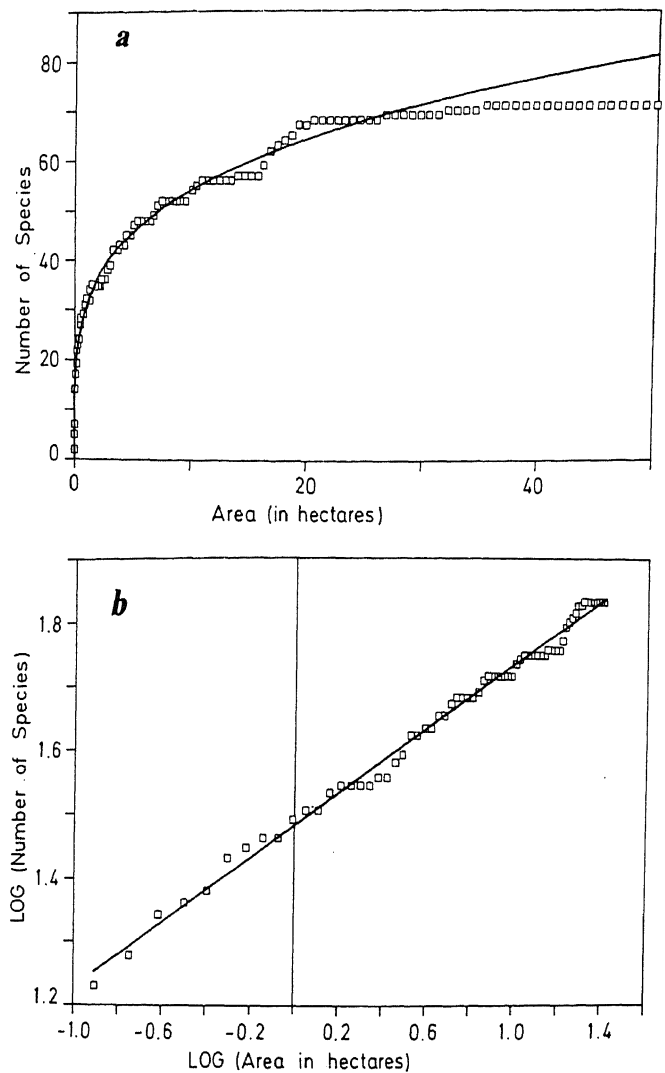 a
80
60
40
20
0
Number of Species
0 20 40
Area (in hectares)
b
1.8
1.6
1.4
1.2
LOG (Number of Species)
-1.0 -0.6 -0.2 0.2 0.6 1.0 1.4
LOG (Area in hectares)